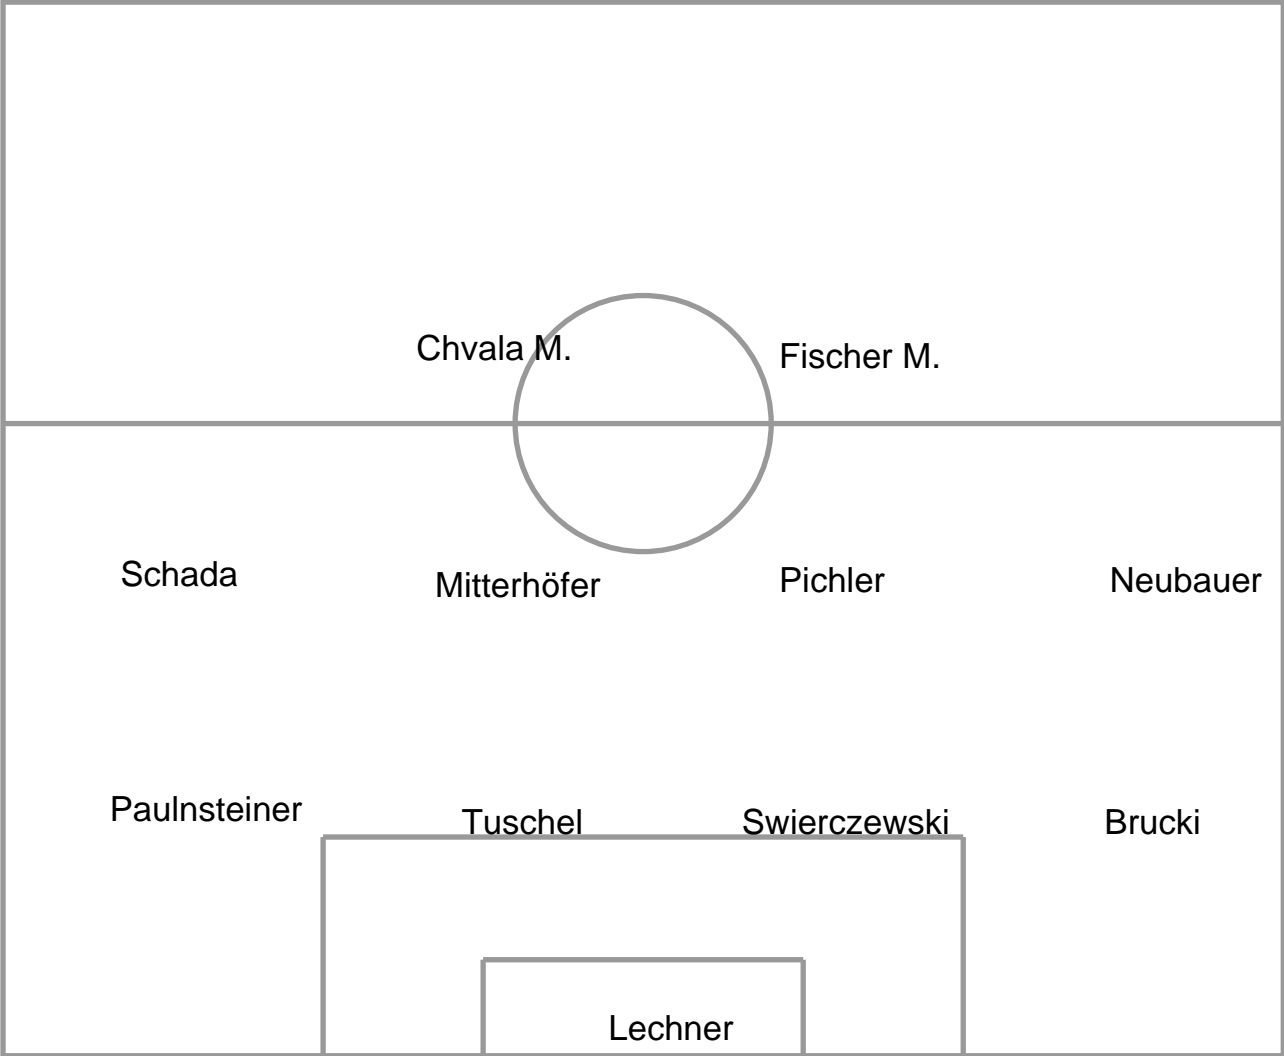 Chvala M.
Fischer M.
Schada
Mitterhöfer
Pichler
Neubauer
Paulnsteiner
Tuschel
Swierczewski
Brucki
Lechner